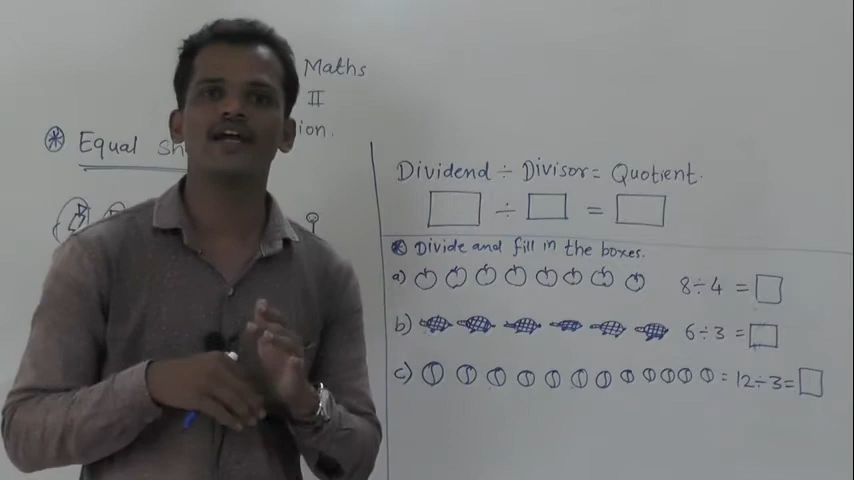 Maths
II
ion.
Equal Sh
Dividend ÷ Divisor = Quotient.
÷ =
Divide and fill in the boxes.
a) 8÷4 =
b) 6÷3 =
c) = 12÷3=